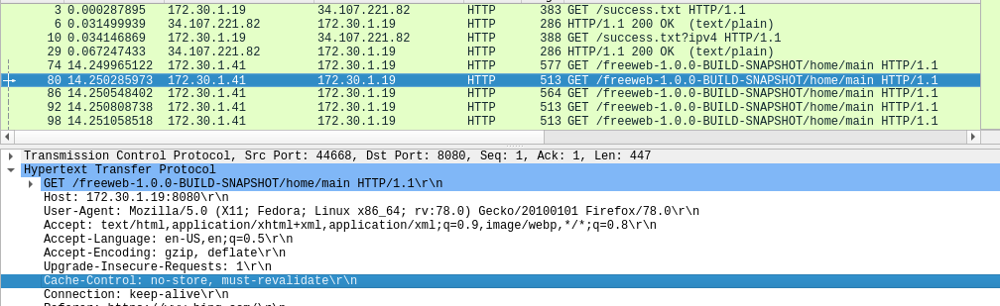 3 0.000287895 172.30.1.19 34.107.221.82 HTTP 383 GET /success.txt HTTP/1.1
6 0.031499939 34.107.221.82 172.30.1.19 HTTP 286 HTTP/1.1 200 OK (text/plain)
10 0.034146869 172.30.1.19 34.107.221.82 HTTP 388 GET /success.txt?ipv4 HTTP/1.1
29 0.067247433 34.107.221.82 172.30.1.19 HTTP 286 HTTP/1.1 200 OK (text/plain)
74 14.249965122 172.30.1.41 172.30.1.19 HTTP 577 GET /freeweb-1.0.0-BUILD-SNAPSHOT/home/main HTTP/1.1
80 14.250285973 172.30.1.41 172.30.1.19 HTTP 513 GET /freeweb-1.0.0-BUILD-SNAPSHOT/home/main HTTP/1.1
86 14.250548402 172.30.1.41 172.30.1.19 HTTP 564 GET /freeweb-1.0.0-BUILD-SNAPSHOT/home/main HTTP/1.1
92 14.250808738 172.30.1.41 172.30.1.19 HTTP 513 GET /freeweb-1.0.0-BUILD-SNAPSHOT/home/main HTTP/1.1
98 14.251058518 172.30.1.41 172.30.1.19 HTTP 513 GET /freeweb-1.0.0-BUILD-SNAPSHOT/home/main HTTP/1.1
Transmission Control Protocol, Src Port: 44668, Dst Port: 8080, Seq: 1, Ack: 1, Len: 447
Hypertext Transfer Protocol
GET /freeweb-1.0.0-BUILD-SNAPSHOT/home/main HTTP/1.1\r\n
Host: 172.30.1.19:8080\r\n
User-Agent: Mozilla/5.0 (X11; Fedora; Linux x86_64; rv:78.0) Gecko/20100101 Firefox/78.0\r\n
Accept: text/html,application/xhtml+xml,application/xml;q=0.9,image/webp,*/*;q=0.8\r\n
Accept-Language: en-US,en;q=0.5\r\n
Accept-Encoding: gzip, deflate\r\n
Upgrade-Insecure-Requests: 1\r\n
Cache-Control: no-store, must-revalidate\r\n
Connection: keep-alive\r\n